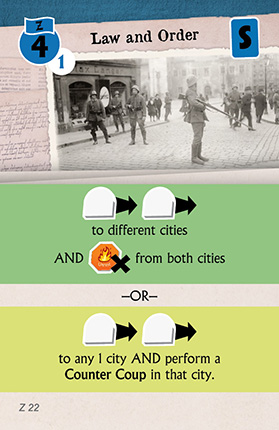 Z
4
1
Law and Order
S
to different cities
AND from both cities
–OR–
to any 1 city AND perform a
Counter Coup in that city.
Z 22